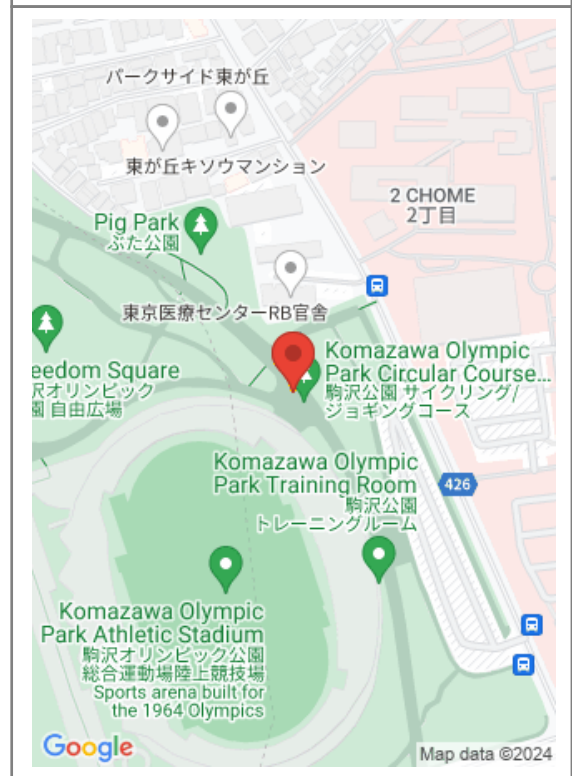 パークサイド東が丘
東が丘キソウマンション
2 CHOME
2丁目
Pig Park
ぶた公園
東京医療センターRB官舎
eedom Square
沢オリンピック
園 自由広場
Komazawa Olympic
Park Circular Course...
駒沢公園 サイクリング/
ジョギングコース
Komazawa Olympic
Park Training Room
駒沢公園
トレーニングルーム
426
Komazawa Olympic
Park Athletic Stadium
駒沢オリンピック公園
総合運動場陸上競技場
Sports arena built for
the 1964 Olympics
Google
Map data ©2024